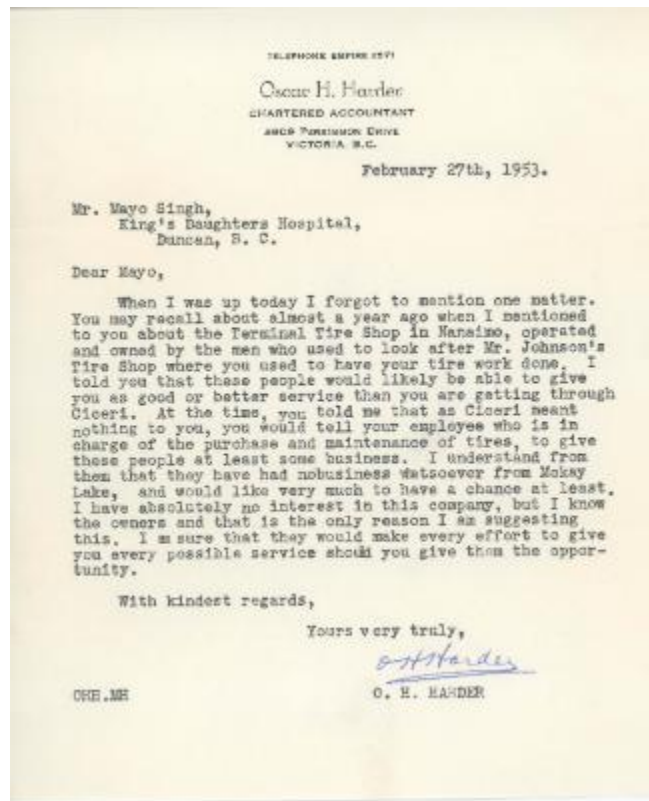 TELEPHONE EMPIRE
Oscar H. Harder
CHARTERED ACCOUNTANT
DRIVE
VICTORIA, B.C.
February 27th, 1953.
Mr. Mayo Singh,
King's Daughters Hospital,
Duncan, B. C.
Dear Mayo,
When I was up today I forgot to mention one matter.
You may recall about almost a year ago when I mentioned
to you about the Terminal Tire Shop in Nanaimo, operated
and owned by the men who used to look after Mr. Johnson's
Tire Shop where you used to have your tire work done. I
told you that these people would likely be able to give
you as good or better service than you are getting through
Ciceri. At the time, you told me that as Ciceri meant
nothing to you, you would tell your employee who is in
charge of the purchase and maintenance of tires, to give
these people at least some business. I understand from
them that they have had nobusiness whatsoever from Mckay
Lake, and would like very much to have a chance at least.
I have absolutely no interest in this company, but I know
the owners and that is the only reason I am suggesting
this. I am sure that they would make every effort to give
you every possible service should you give them the oppor-
tunity.
With kindest regards,
Yours very truly,
O H Harder
OHH.MH
O. H. HARDER